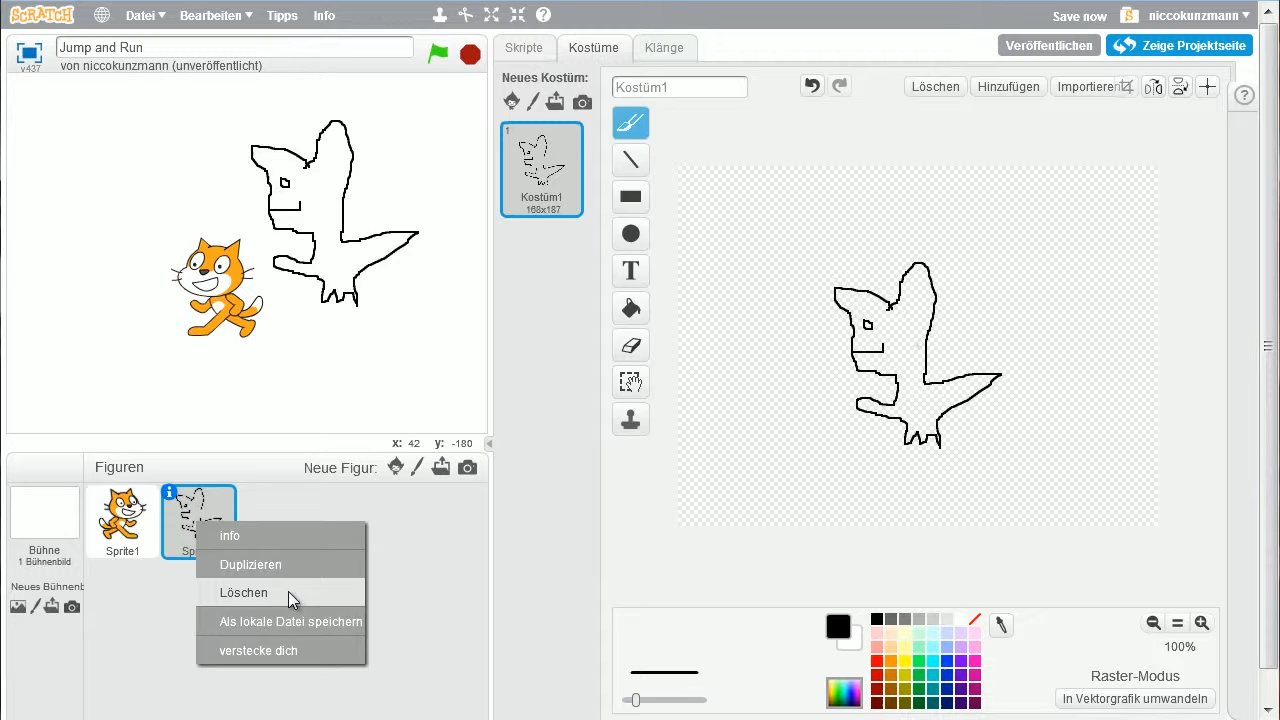 SCRATCH
Datei
Bearbeiten
Tipps
Info
Save now
niccokunzmann
v437
Jump and Run
von niccokunzmann (unveröffentlicht)
Skripte
Kostüme
Klänge
Veröffentlichen
Zeige Projektseite
Neues Kostüm:
1
Kostüm1
168x187
Kostüm1
Löschen
Hinzufügen
Importieren
T
x: 42 y: -180
Figuren
Neue Figur:
Bühne
1 Bühnenbild
Neues Bühnenb
Sprite1
Sp
info
Duplizieren
Löschen
Als lokale Datei speichern
verstecke dich
100%
Raster-Modus
In Vektorgrafik umwandeln